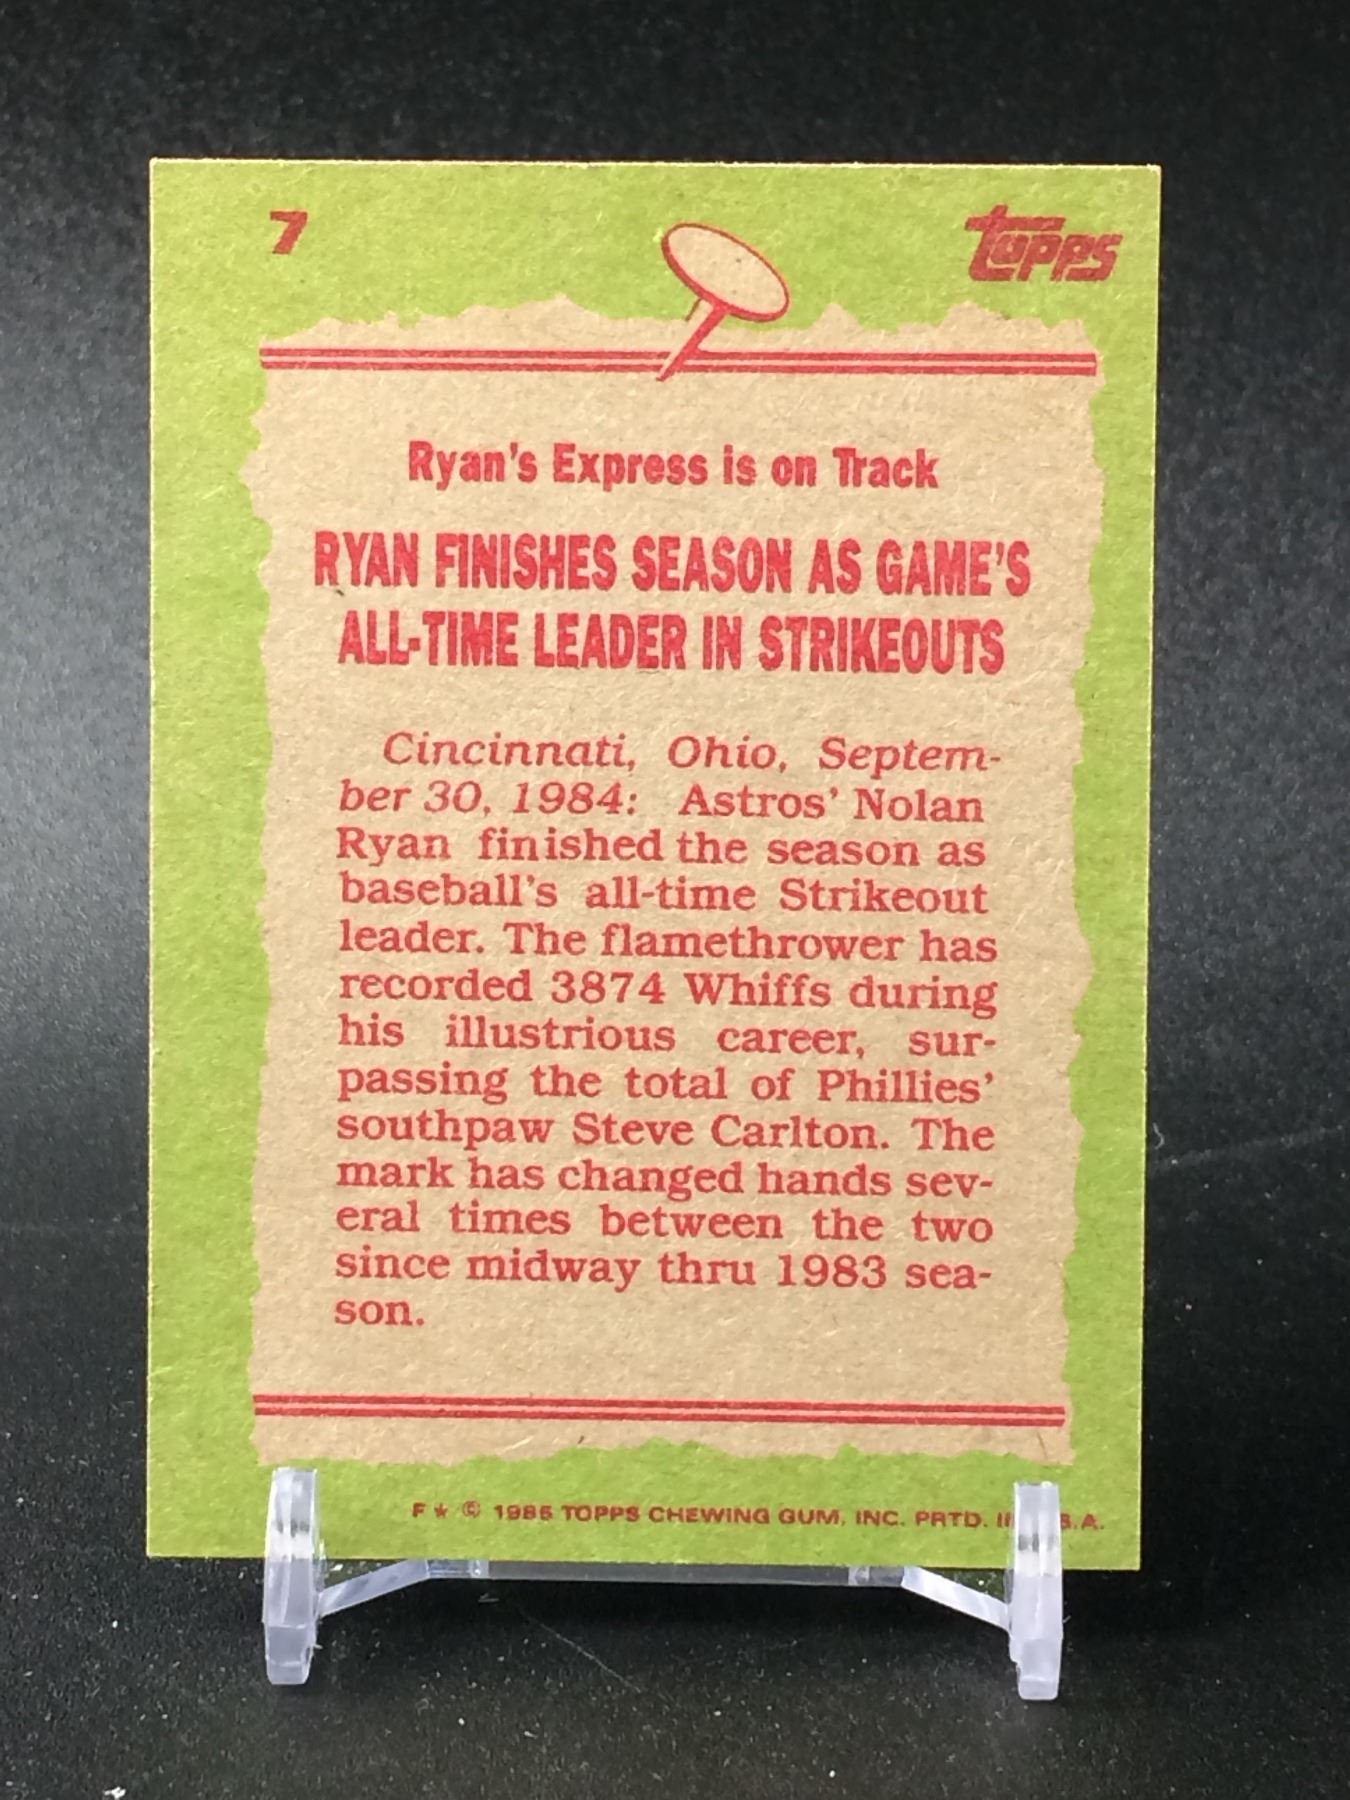 7
Topps
Ryan's Express is on Track
RYAN FINISHES SEASON AS GAME'S
ALL-TIME LEADER IN STRIKEOUTS
Cincinnati, Ohio, Septem-
ber 30, 1984: Astros' Nolan
Ryan finished the season as
baseball's all-time Strikeout
leader. The flamethrower has
recorded 3874 Whiffs during
his illustrious career, sur-
passing the total of Phillies'
southpaw Steve Carlton. The
mark has changed hands sev-
eral times between the two
since midway thru 1983 sea-
son.
F * © 1985 TOPPS CHEWING GUM, INC. PRTD. S.A.